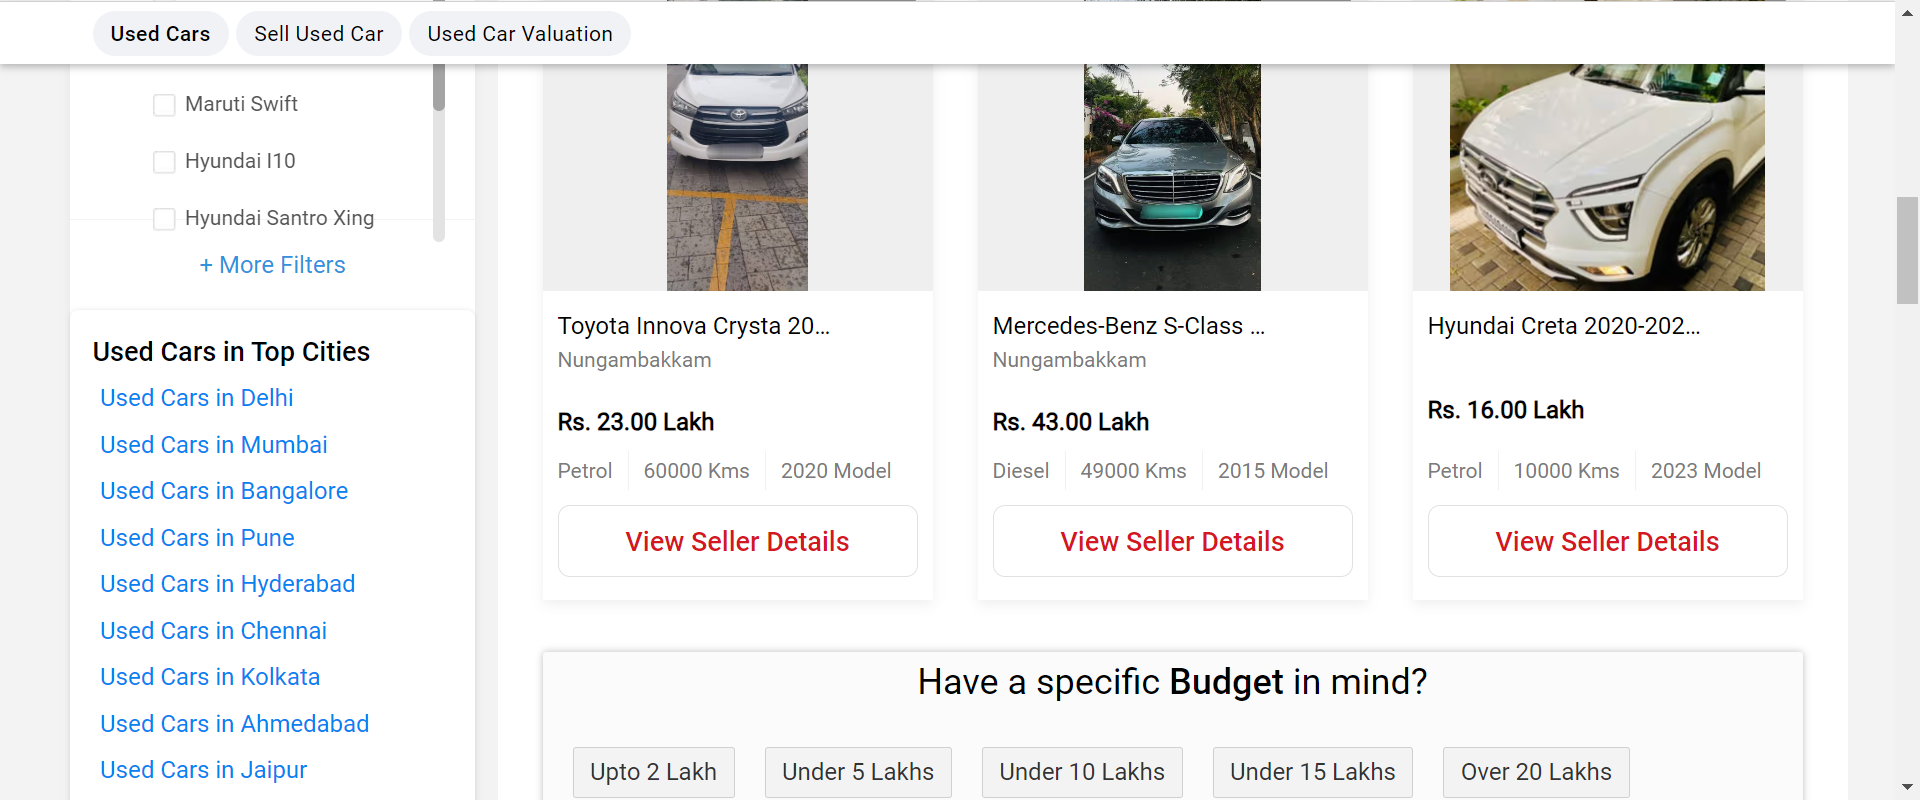 Used Cars
Sell Used Car
Used Car Valuation
Maruti Swift
Hyundai I10
Hyundai Santro Xing
+ More Filters
Used Cars in Top Cities
Used Cars in Delhi
Used Cars in Mumbai
Used Cars in Bangalore
Used Cars in Pune
Used Cars in Hyderabad
Used Cars in Chennai
Used Cars in Kolkata
Used Cars in Ahmedabad
Used Cars in Jaipur
Toyota Innova Crysta 20...
Nungambakkam
Rs. 23.00 Lakh
Petrol 60000 Kms 2020 Model
View Seller Details
Mercedes-Benz S-Class ...
Nungambakkam
Rs. 43.00 Lakh
Diesel 49000 Kms 2015 Model
View Seller Details
Hyundai Creta 2020-202...
Rs. 16.00 Lakh
Petrol 10000 Kms 2023 Model
View Seller Details
Have a specific Budget in mind?
Upto 2 Lakh
Under 5 Lakhs
Under 10 Lakhs
Under 15 Lakhs
Over 20 Lakhs